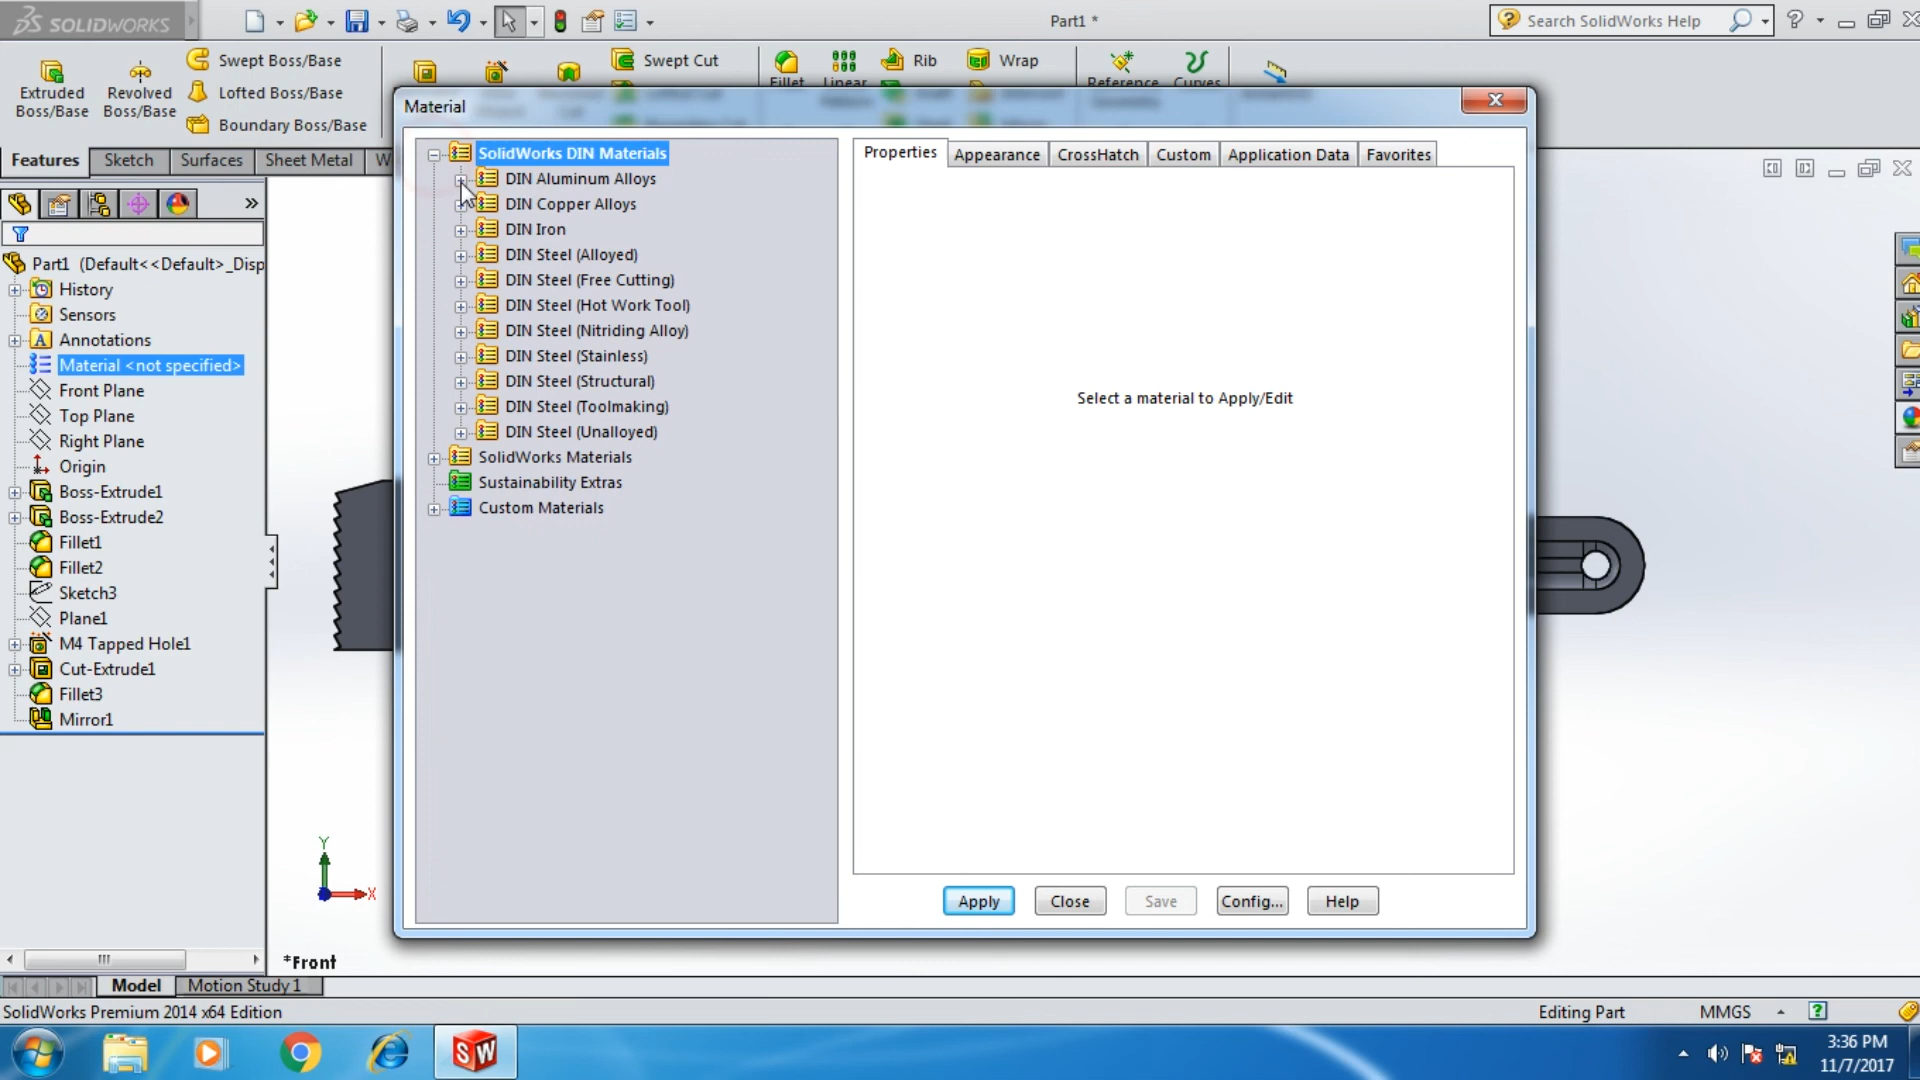 SOLIDWORKS
Part1 *
Search SolidWorks Help
Extruded Boss/Base
Revolved Boss/Base
Swept Boss/Base
Lofted Boss/Base
Boundary Boss/Base
Swept Cut
Fillet
Linear
Rib
Wrap
Reference
Curves
Features
Sketch
Surfaces
Sheet Metal
Material
SolidWorks DIN Materials
DIN Aluminum Alloys
DIN Copper Alloys
DIN Iron
DIN Steel (Alloyed)
DIN Steel (Free Cutting)
DIN Steel (Hot Work Tool)
DIN Steel (Nitriding Alloy)
DIN Steel (Stainless)
DIN Steel (Structural)
DIN Steel (Toolmaking)
DIN Steel (Unalloyed)
SolidWorks Materials
Sustainability Extras
Custom Materials
Properties
Appearance
CrossHatch
Custom
Application Data
Favorites
Select a material to Apply/Edit
Apply
Close
Save
Config...
Help
Part1 (Default<<Default>_Disp
History
Sensors
Annotations
Material <not specified>
Front Plane
Top Plane
Right Plane
Origin
Boss-Extrude1
Boss-Extrude2
Fillet1
Fillet2
Sketch3
Plane1
M4 Tapped Hole1
Cut-Extrude1
Fillet3
Mirror1
Y
X
*Front
Model
Motion Study 1
SolidWorks Premium 2014 x64 Edition
Editing Part
MMGS
3:36 PM
11/7/2017